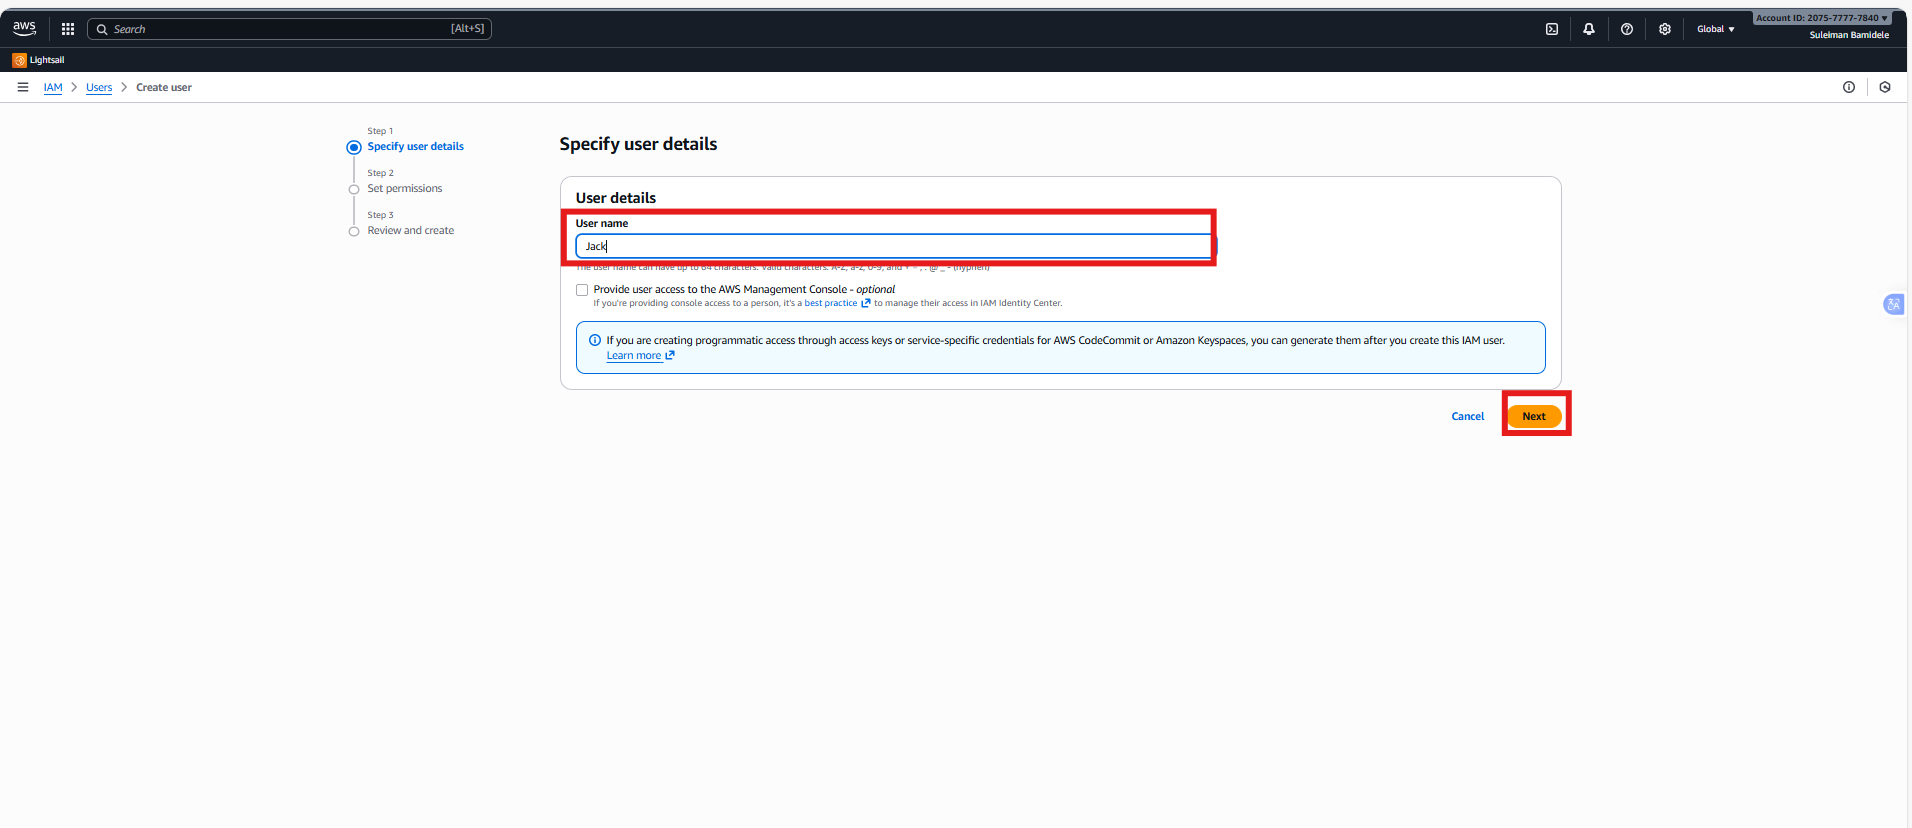 aws
Search [Alt+S]
Global ▼
Account ID: 2075-7777-7840 ▼
Suleiman Bamidele
Lightsail
IAM > Users > Create user
Step 1
Specify user details
Step 2
Set permissions
Step 3
Review and create
Specify user details
User details
User name
Jack
The user name can have up to 64 characters. Valid characters: A-Z, a-z, 0-9, and + = , . @ _ - (hyphen)
Provide user access to the AWS Management Console - optional
If you're providing console access to a person, it's a best practice to manage their access in IAM Identity Center.
If you are creating programmatic access through access keys or service-specific credentials for AWS CodeCommit or Amazon Keyspaces, you can generate them after you create this IAM user.
Learn more
Cancel
Next